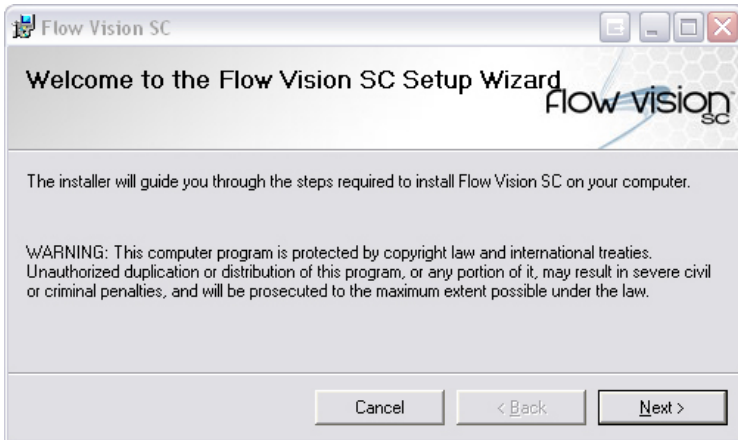 Flow Vision SC
Welcome to the Flow Vision SC Setup Wizard
flow vision
SC
The installer will guide you through the steps required to install Flow Vision SC on your computer.
WARNING: This computer program is protected by copyright law and international treaties.
Unauthorized duplication or distribution of this program, or any portion of it, may result in severe civil
or criminal penalties, and will be prosecuted to the maximum extent possible under the law.
Cancel < Back Next >